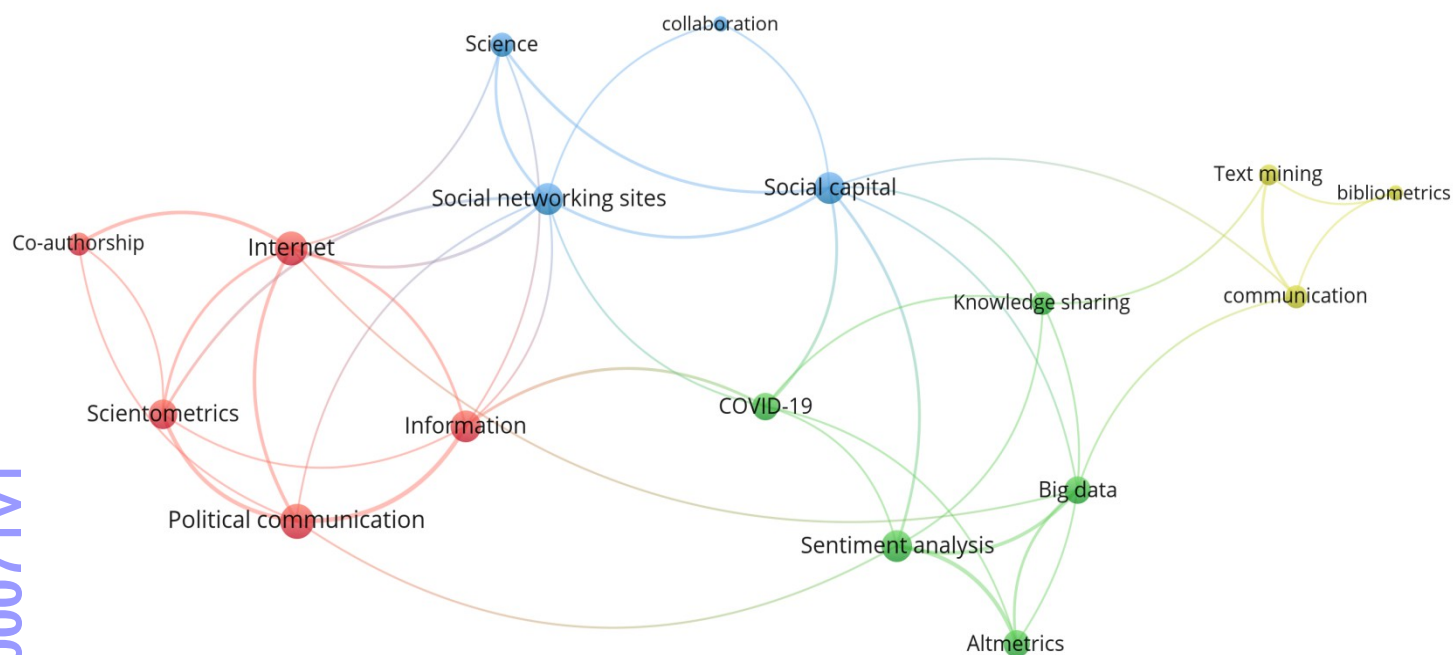 collaboration
Science
Text mining
Social capital
bibliometrics
Social networking sites
Co-authorship
Internet
communication
Knowledge sharing
COVID-19
Scientometrics
Information
Big data
Political communication
Sentiment analysis
Altmetrics